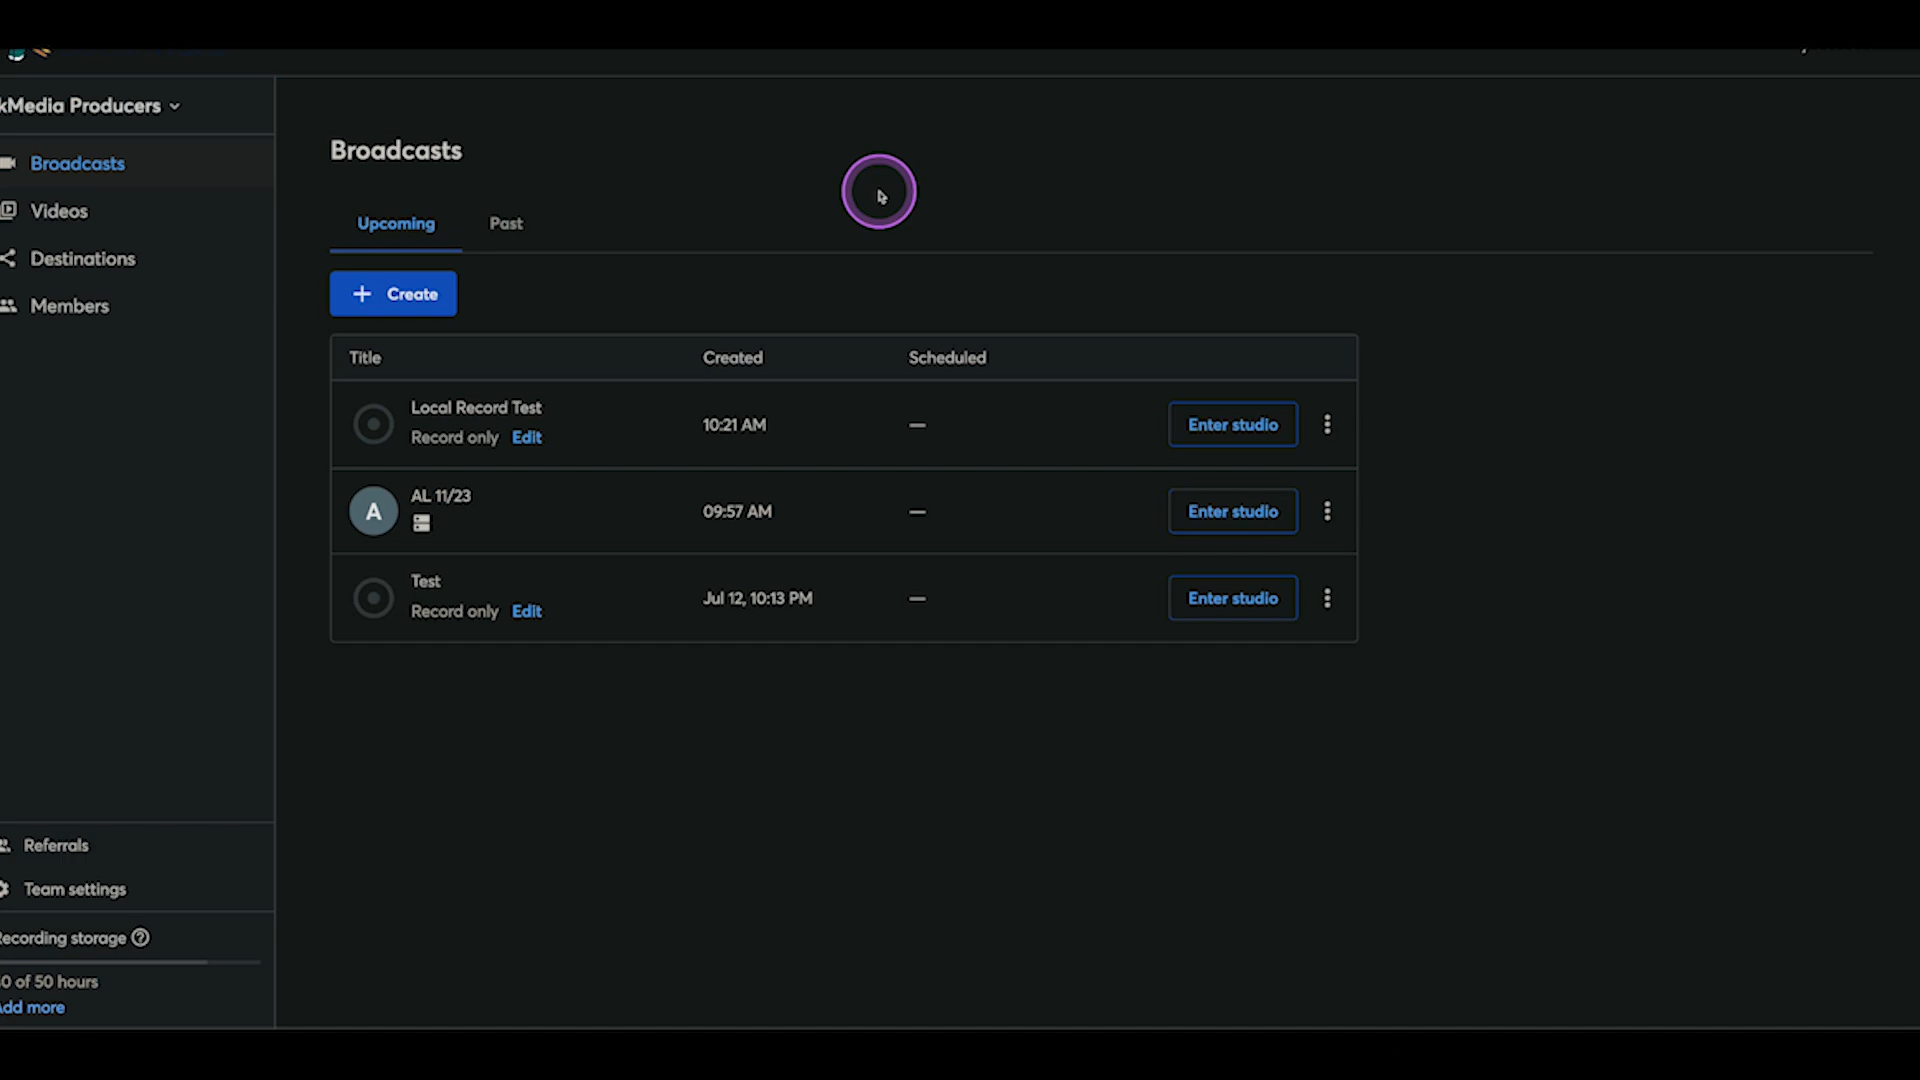 kMedia Producers
Broadcasts
Videos
Destinations
Members
Referrals
Team settings
Recording storage
0 of 50 hours
Add more
Broadcasts
Upcoming Past
+ Create
Title Created Scheduled
Local Record Test
Record only Edit
10:21 AM — Enter studio
AL 11/23
A
09:57 AM — Enter studio
Test
Record only Edit
Jul 12, 10:13 PM — Enter studio